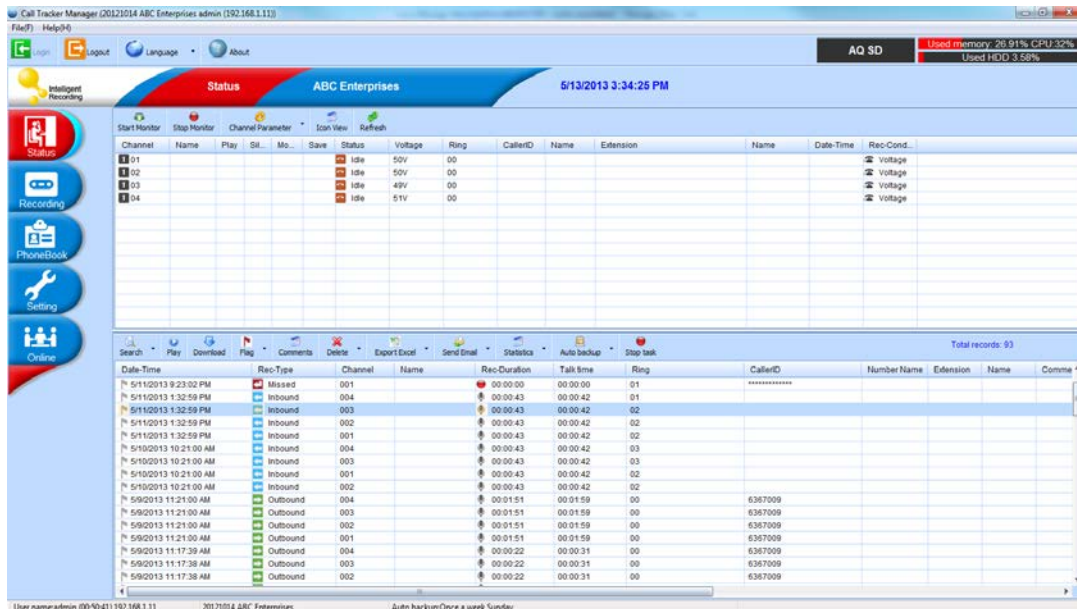 Call Tracker Manager (20121014 ABC Enterprises admin (192.168.1.11))
File(F) Help(H)
Login Logout Language About AQ SD Used memory: 26.91% CPU:32%
Used HDD 3.58%
Intelligent Recording Status ABC Enterprises 5/13/2013 3:34:25 PM
Start Monitor Stop Monitor Channel Parameter Icon View Refresh
Channel Name Play Sil... Mo... Save Status Voltage Ring CallerID Name Extension Name Date-Time Rec-Cond...
1 01 Idle 50V 00 Voltage
1 02 Idle 50V 00 Voltage
1 03 Idle 49V 00 Voltage
1 04 Idle 51V 00 Voltage
Status
Recording
PhoneBook
Setting
Online
Search Play Download Flag Comments Delete Export Excel Send Email Statistics Auto backup Stop task Total records: 93
Date-Time Rec-Type Channel Name Rec-Duration Talk time Ring CallerID Number Name Extension Name Comme
5/11/2013 9:23:02 PM Missed 001 00:00:00 00:00:00 01 *************
5/11/2013 1:32:59 PM Inbound 004 00:00:43 00:00:42 01
5/11/2013 1:32:59 PM Inbound 003 00:00:43 00:00:42 02
5/11/2013 1:32:59 PM Inbound 002 00:00:43 00:00:42 02
5/11/2013 1:32:59 PM Inbound 001 00:00:43 00:00:42 02
5/10/2013 10:21:00 AM Inbound 004 00:00:43 00:00:42 03
5/10/2013 10:21:00 AM Inbound 003 00:00:43 00:00:42 03
5/10/2013 10:21:00 AM Inbound 001 00:00:43 00:00:42 02
5/10/2013 10:21:00 AM Inbound 002 00:00:43 00:00:42 02
5/9/2013 11:21:00 AM Outbound 004 00:01:51 00:01:59 00 6367009
5/9/2013 11:21:00 AM Outbound 003 00:01:51 00:01:59 00 6367009
5/9/2013 11:21:00 AM Outbound 002 00:01:51 00:01:59 00 6367009
5/9/2013 11:21:00 AM Outbound 001 00:01:51 00:01:59 00 6367009
5/9/2013 11:17:39 AM Outbound 004 00:00:22 00:00:31 00 6367009
5/9/2013 11:17:38 AM Outbound 003 00:00:22 00:00:31 00 6367009
5/9/2013 11:17:38 AM Outbound 002 00:00:22 00:00:31 00 6367009
User name:admin (00:50:41) 192.168.1.11 20121014 ABC Enterprises Auto backup:Once a week Sunday